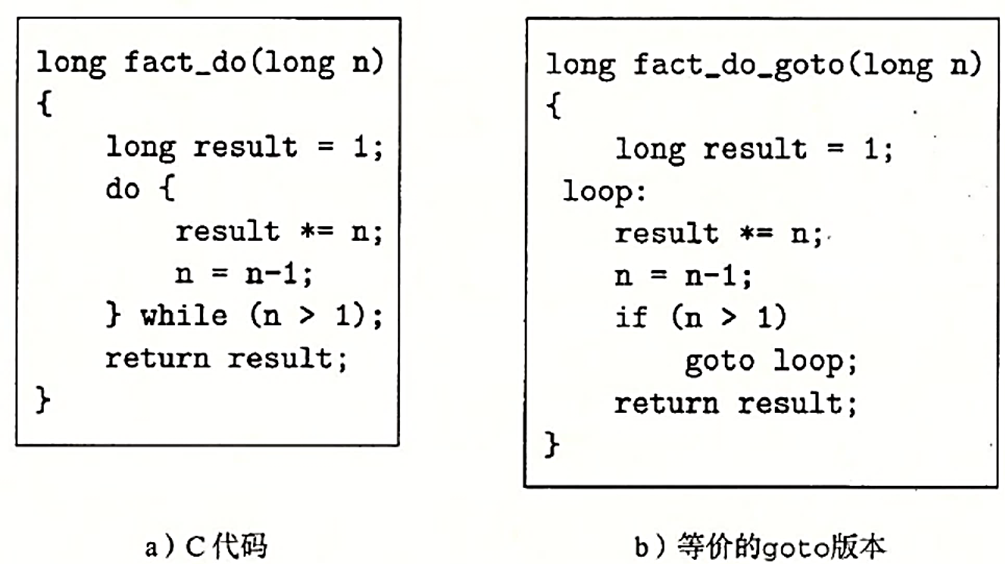 long fact_do(long n)
{
    long result = 1;
    do {
        result *= n;
        n = n-1;
    } while (n > 1);
    return result;
}
a) C代码
long fact_do_goto(long n)
{
    long result = 1;
 loop:
    result *= n;
    n = n-1;
    if (n > 1)
        goto loop;
    return result;
}
b) 等价的goto版本